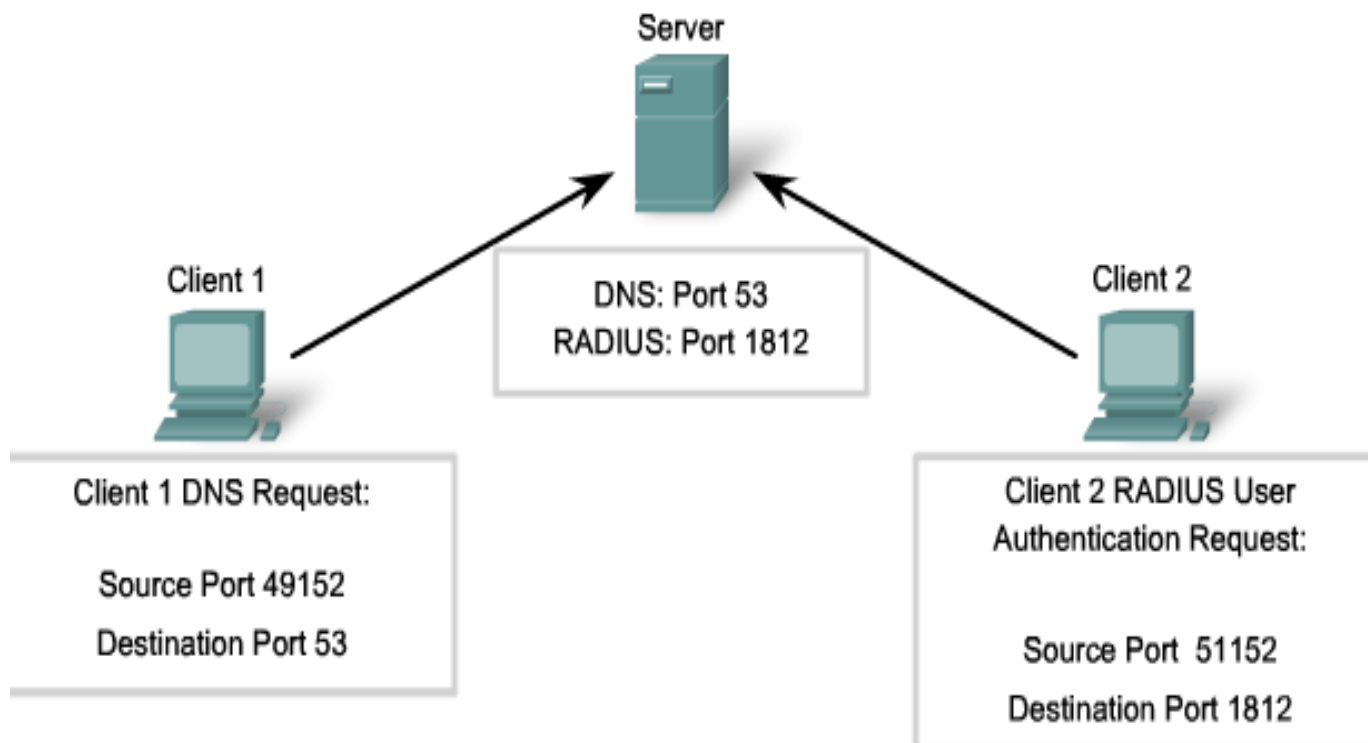 Server
Client 1
DNS: Port 53
RADIUS: Port 1812
Client 2
Client 1 DNS Request:
Source Port 49152
Destination Port 53
Client 2 RADIUS User
Authentication Request:
Source Port 51152
Destination Port 1812